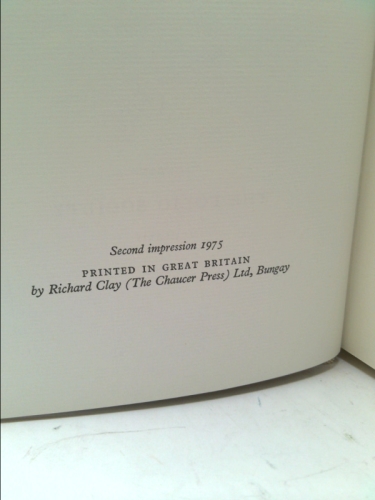 Second impression 1975
PRINTED IN GREAT BRITAIN
by Richard Clay (The Chaucer Press) Ltd, Bungay